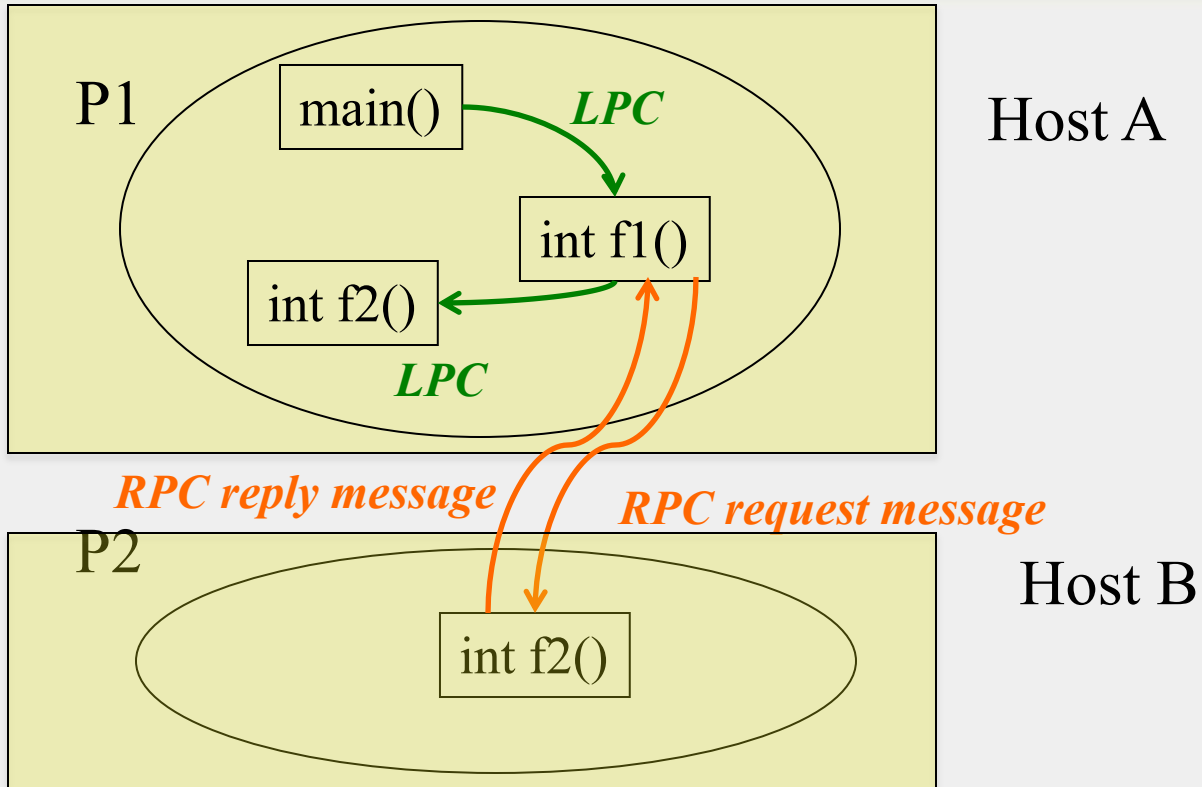 P1
main()
LPC
Host A
int f1()
int f2()
LPC
RPC reply message
RPC request message
P2
Host B
int f2()